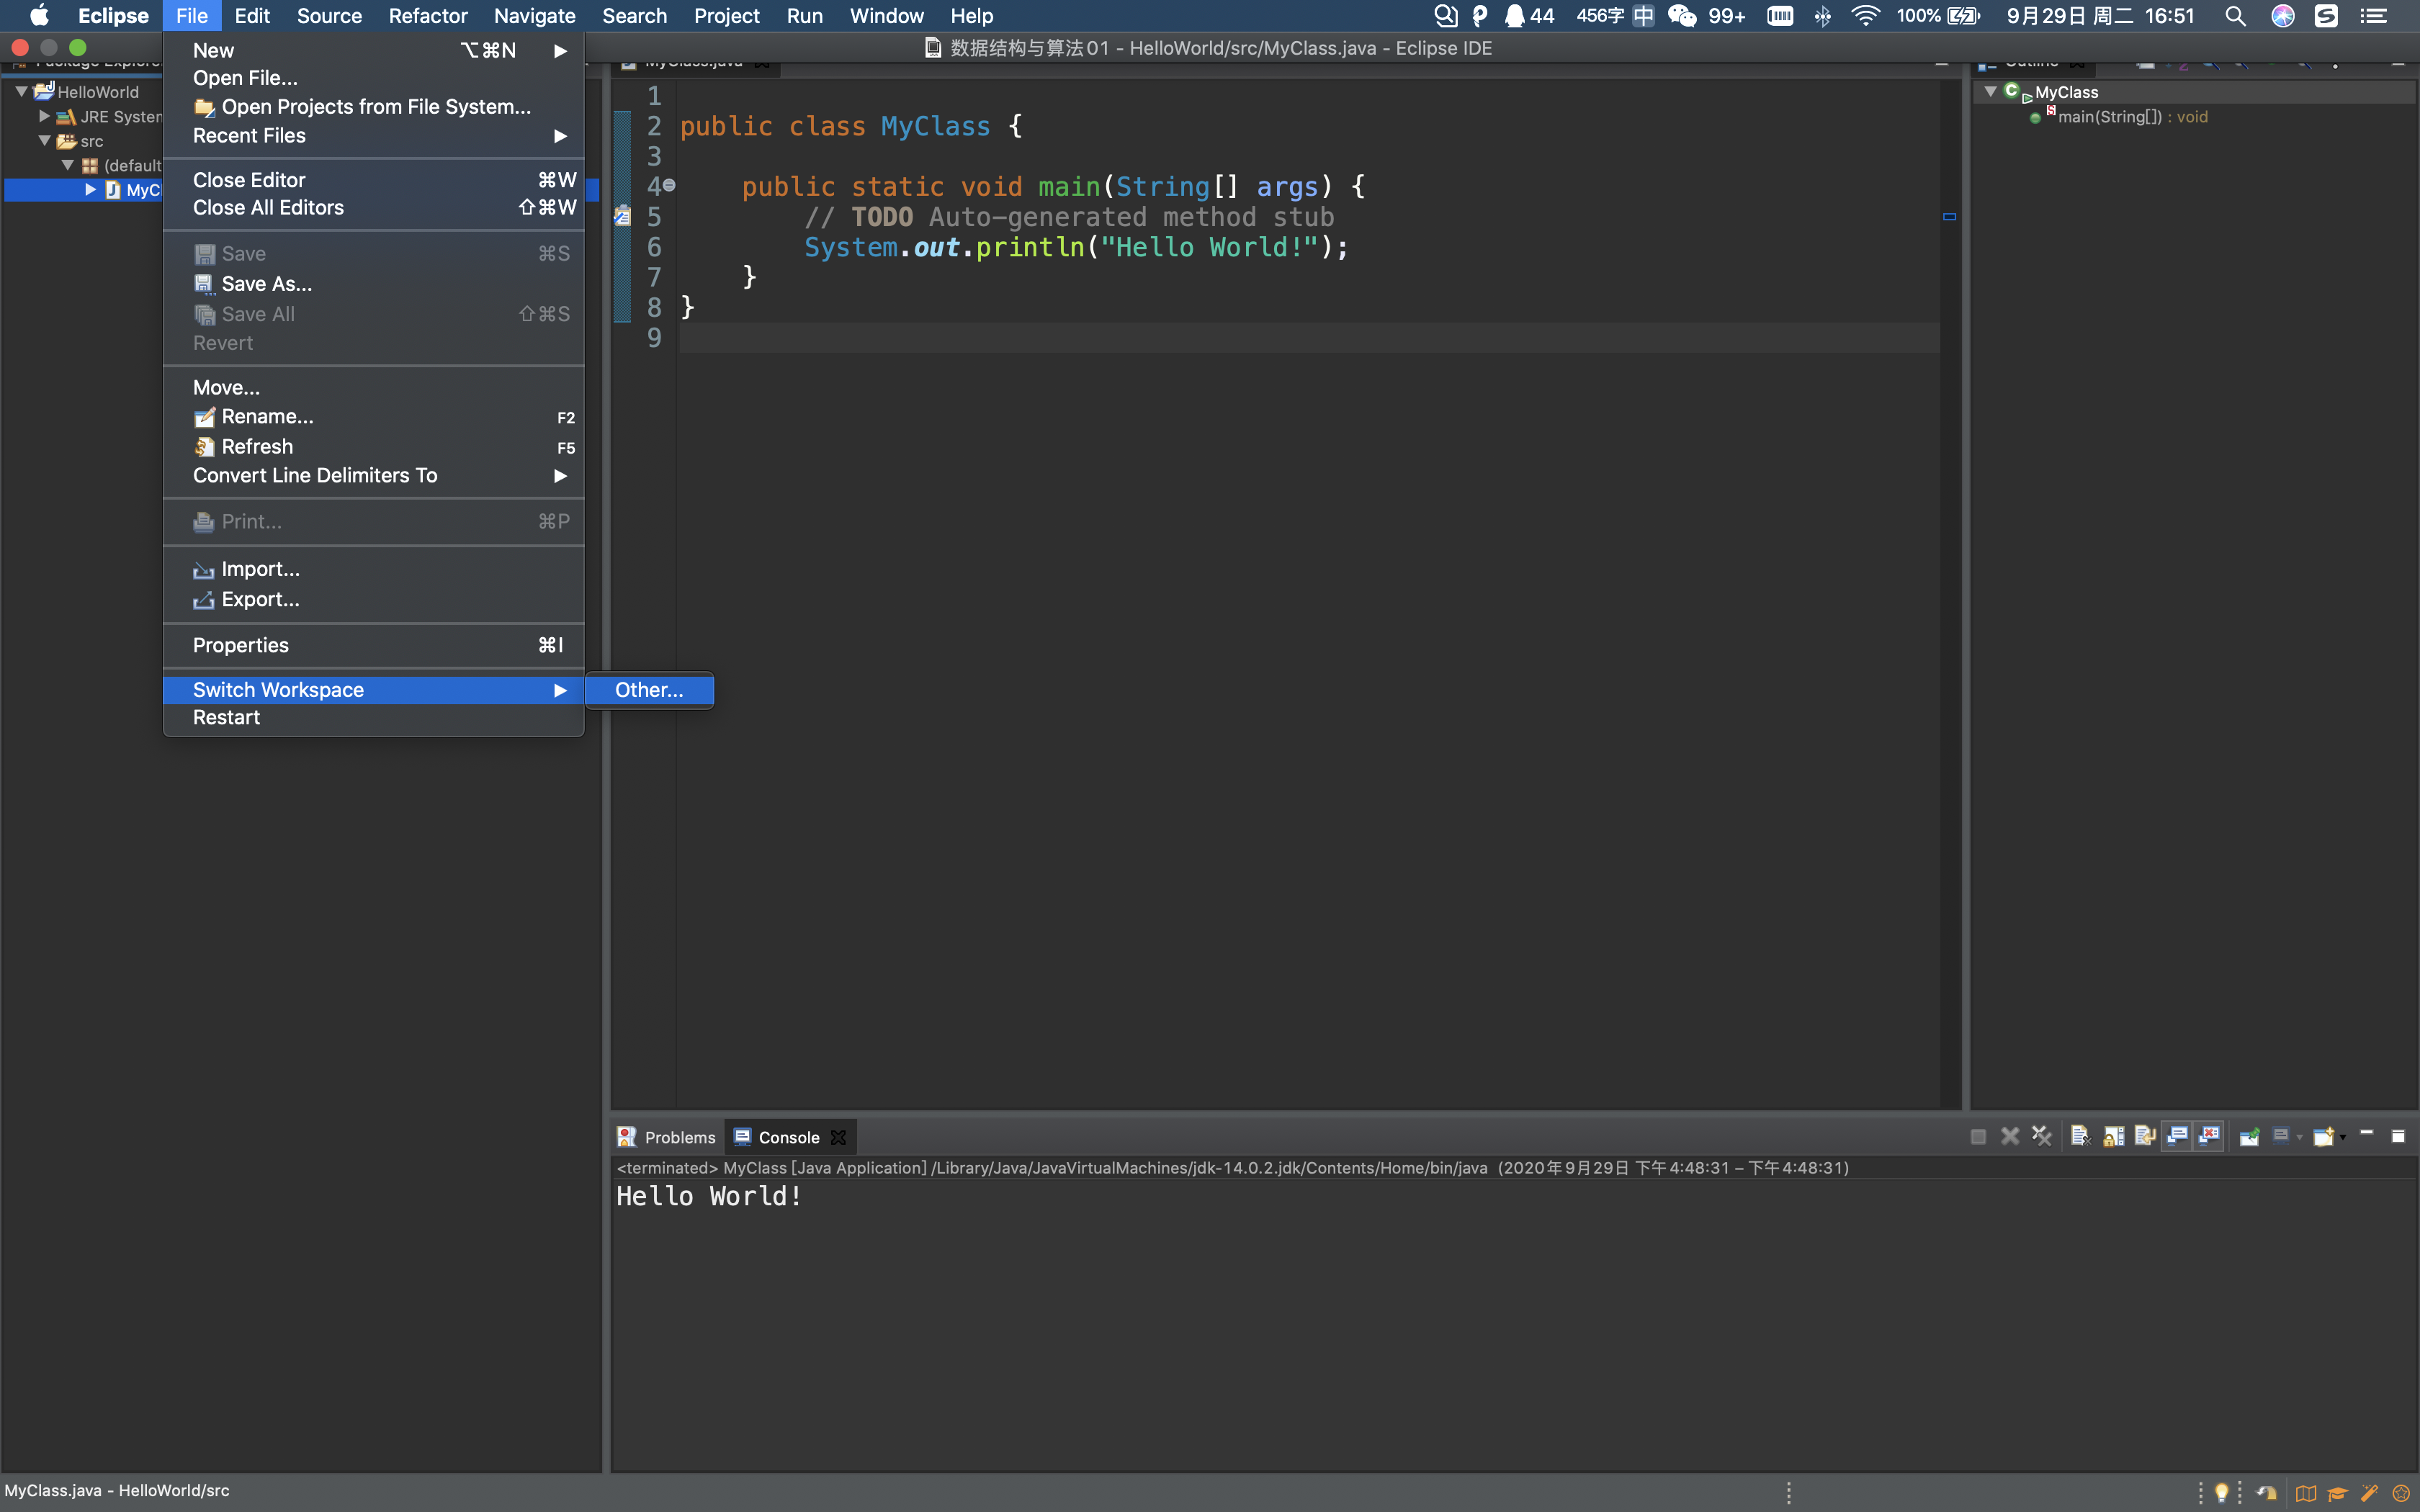 Eclipse File Edit Source Refactor Navigate Search Project Run Window Help 44 456字 中 99+ 100% 9月29日 周二 16:51
数据结构与算法01 - HelloWorld/src/MyClass.java - Eclipse IDE
New ⌥⌘N
Open File...
Open Projects from File System...
Recent Files
Close Editor ⌘W
Close All Editors ⇧⌘W
Save ⌘S
Save As...
Save All ⇧⌘S
Revert
Move...
Rename... F2
Refresh F5
Convert Line Delimiters To
Print... ⌘P
Import...
Export...
Properties ⌘I
Switch Workspace
Other...
Restart
HelloWorld
JRE System
src
(default
MyCl
MyClass.java
1
2 public class MyClass {
3
4 public static void main(String[] args) {
5 // TODO Auto-generated method stub
6 System.out.println("Hello World!");
7 }
8 }
9
Outline
MyClass
main(String[]) : void
Problems Console
<terminated> MyClass [Java Application] /Library/Java/JavaVirtualMachines/jdk-14.0.2.jdk/Contents/Home/bin/java (2020年9月29日 下午4:48:31 – 下午4:48:31)
Hello World!
MyClass.java - HelloWorld/src